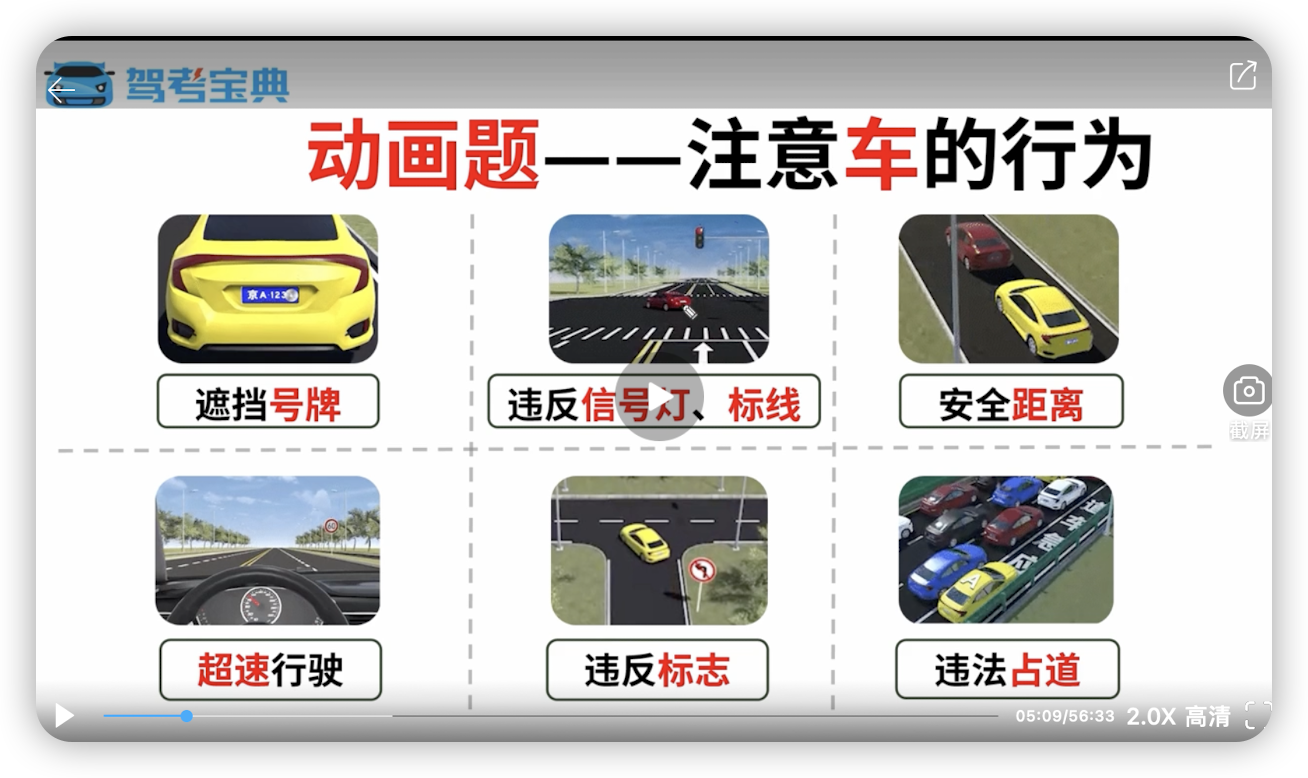 驾考宝典
动画题——注意车的行为
京A·123
遮挡号牌
违反信号灯、标线
安全距离
截屏
60
A
超速行驶
违反标志
违法占道
05:09/56:33 2.0X 高清